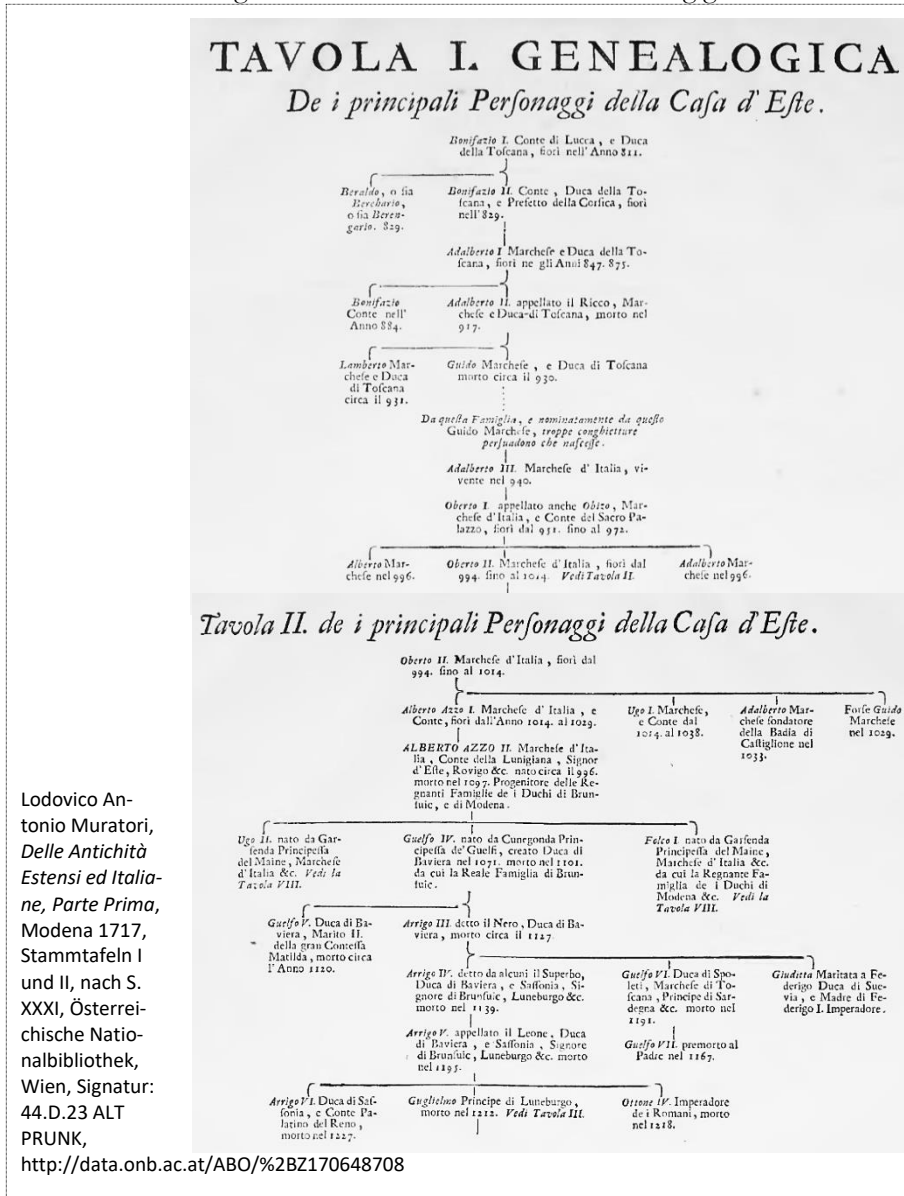 TAVOLA I. GENEALOGICA
De i principali Perſonaggi della Caſa d' Eſte.
Bonifazio I. Conte di Lucca, e Duca
della Toſcana, fiorì nell' Anno 811.
Beraldo, o ſia
Berchario,
o ſia Beren-
gario. 829.
Bonifazio II. Conte, Duca della To-
ſcana, e Prefetto della Corſica, fiorì
nell' 829.
Adalberto I Marcheſe e Duca della To-
ſcana, fiorì ne gli Anni 847. 875.
Bonifazio
Conte nell'
Anno 884.
Adalberto II. appellato il Ricco, Mar-
cheſe e Duca di Toſcana, morto nel
917.
Lamberto Mar-
cheſe e Duca
di Toſcana
circa il 931.
Guido Marcheſe, e Duca di Toſcana
morto circa il 930.
Da queſta Famiglia, e nominatamente da queſto
Guido Marcheſe, troppe conghietture
perſuadono che naſceſſe.
Adalberto III. Marcheſe d' Italia, vi-
vente nel 940.
Oberto I. appellato anche Obizo, Mar-
cheſe d' Italia, e Conte del Sacro Pa-
lazzo, fiorì dal 951. fino al 972.
Alberto Mar-
cheſe nel 996.
Oberto II. Marcheſe d' Italia, fiorì dal
994. fino al 1014. Vedi Tavola II.
Adalberto Mar-
cheſe nel 996.
Tavola II. de i principali Perſonaggi della Caſa d' Eſte.
Oberto II. Marcheſe d' Italia, fiorì dal
994. fino al 1014.
Alberto Azzo I. Marcheſe d' Italia, e
Conte, fiorì dall' Anno 1014. al 1029.
Ugo I. Marcheſe,
e Conte dal
1014. al 1038.
Adalberto Mar-
cheſe fondatore
della Badia di
Caſtiglione nel
1033.
Forſe Guido
Marcheſe
nel 1029.
ALBERTO AZZO II. Marcheſe d' Ita-
lia, Conte della Lunigiana, Signor
d' Eſte, Rovigo &c. nato circa il 996.
morto nel 1097. Progenitore delle Re-
gnanti Famiglie de i Duchi di Brun-
ſuic, e di Modena.
Ugo II. nato da Gar-
ſenda Principeſſa
del Maine, Marcheſe
d' Italia &c. Vedi la
Tavola VIII.
Guelfo IV. nato da Cunegonda Prin-
cipeſſa de' Guelfi, creato Duca di
Baviera nel 1071. morto nel 1101.
da cui la Reale Famiglia di Brun-
ſuic.
Folco I nato da Garſenda
Principeſſa del Maine,
Marcheſe d' Italia &c.
da cui la Regnante Fa-
miglia de i Duchi di
Modena &c. Vedi la
Tavola VIII.
Guelfo V. Duca di Ba-
viera, Marito II.
della gran Conteſſa
Matilda, morto circa
l' Anno 1120.
Arrigo III. detto il Nero, Duca di Ba-
viera, morto circa il 1127.
Arrigo IV. detto da alcuni il Superbo,
Duca di Baviera, e Saſſonia, Si-
gnore di Brunſuic, Luneburgo &c.
morto nel 1139.
Guelfo VI. Duca di Spo-
leti, Marcheſe di To-
ſcana, Principe di Sar-
degna &c. morto nel
1191.
Giuditta Maritata a Fe-
derigo Duca di Sue-
via, e Madre di Fe-
derigo I. Imperadore.
Arrigo V. appellato il Leone, Duca
di Baviera, e Saſſonia, Signore
di Brunſuic, Luneburgo &c. morto
nel 1195.
Guelfo VII. premorto al
Padre nel 1167.
Arrigo VI. Duca di Saſ-
ſonia, e Conte Pa-
latino del Reno,
morto nel 1227.
Guglielmo Principe di Luneburgo,
morto nel 1212. Vedi Tavola III.
Ottone IV. Imperadore
de i Romani, morto
nel 1218.
Lodovico An-
tonio Muratori,
Delle Antichità
Estensi ed Italia-
ne, Parte Prima,
Modena 1717,
Stammtafeln I
und II, nach S.
XXXI, Österrei-
chische Natio-
nalbibliothek,
Wien, Signatur:
44.D.23 ALT
PRUNK,
http://data.onb.ac.at/ABO/%2BZ170648708